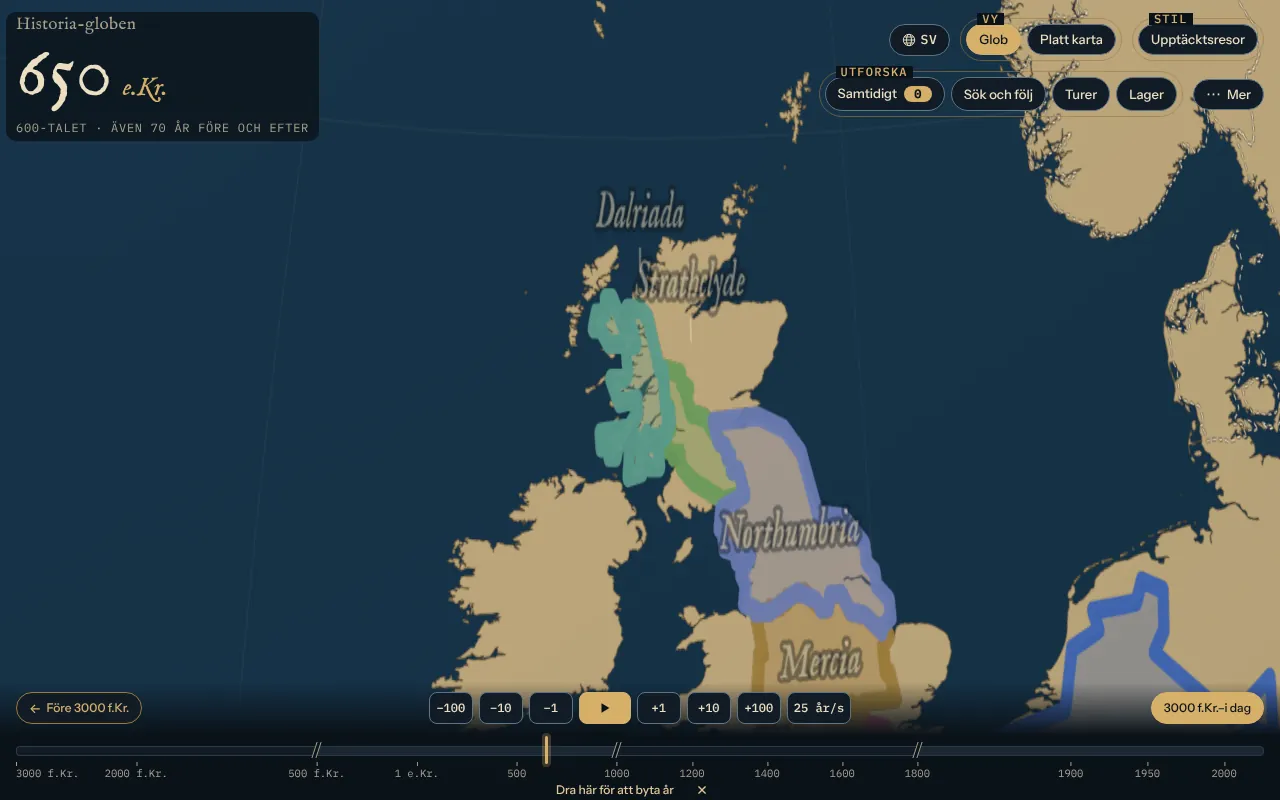 Historia-globen
650 e.Kr.
600-TALET · ÄVEN 70 ÅR FÖRE OCH EFTER
SV
VY
Glob
Platt karta
STIL
Upptäcktsresor
UTFORSKA
Samtidigt 0
Sök och följ
Turer
Lager
··· Mer
Dalriada
Strathclyde
Northumbria
Mercia
← Före 3000 f.Kr.
−100
−10
−1
+1
+10
+100
25 år/s
3000 f.Kr.–i dag
3000 f.Kr.
2000 f.Kr.
500 f.Kr.
1 e.Kr.
500
1000
1200
1400
1600
1800
1900
1950
2000
Dra här för att byta år ✕